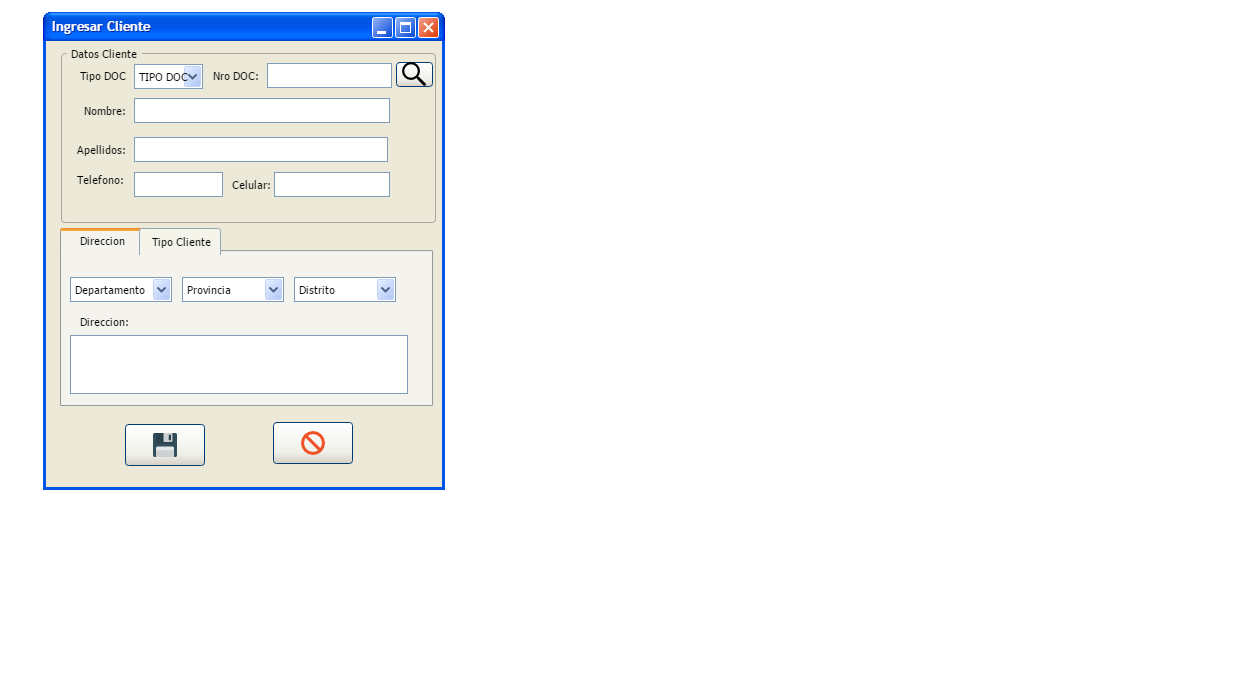 Ingresar Cliente
Datos Cliente
Tipo DOC TIPO DOC Nro DOC:
Nombre:
Apellidos:
Telefono: Celular:
Direccion Tipo Cliente
Departamento Provincia Distrito
Direccion: